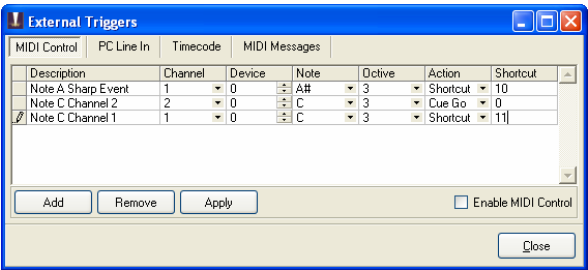 External Triggers
MIDI Control PC Line In Timecode MIDI Messages
Description Channel Device Note Octive Action Shortcut
Note A Sharp Event 1 0 A# 3 Shortcut 10
Note C Channel 2 2 0 C 3 Cue Go 0
Note C Channel 1 1 0 C 3 Shortcut 11
Add Remove Apply Enable MIDI Control
Close